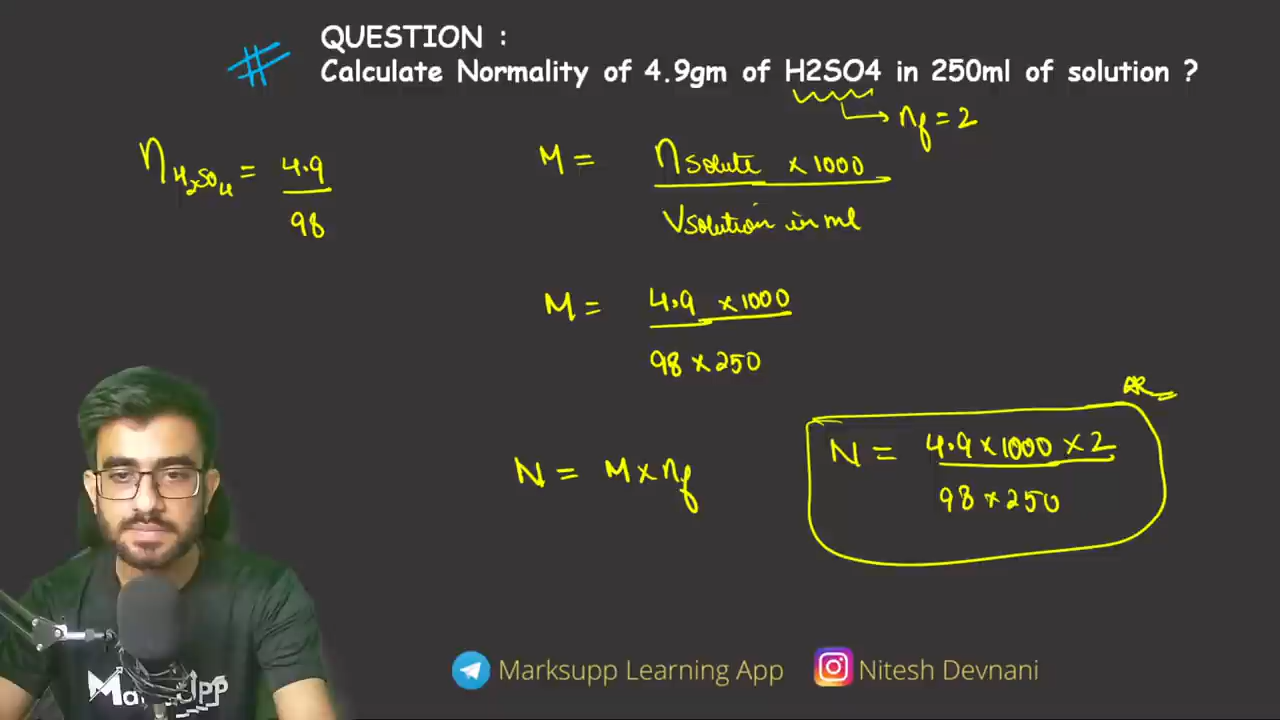 QUESTION :
Calculate Normality of 4.9gm of H2SO4 in 250ml of solution ?
nf = 2
nH2SO4 = 4.9
98
M = nsolute × 1000
Vsolution in ml
M = 4.9 × 1000
98 × 250
N = M × nf
N = 4.9 × 1000 × 2
98 × 250
Marksupp
Marksupp Learning App
Nitesh Devnani